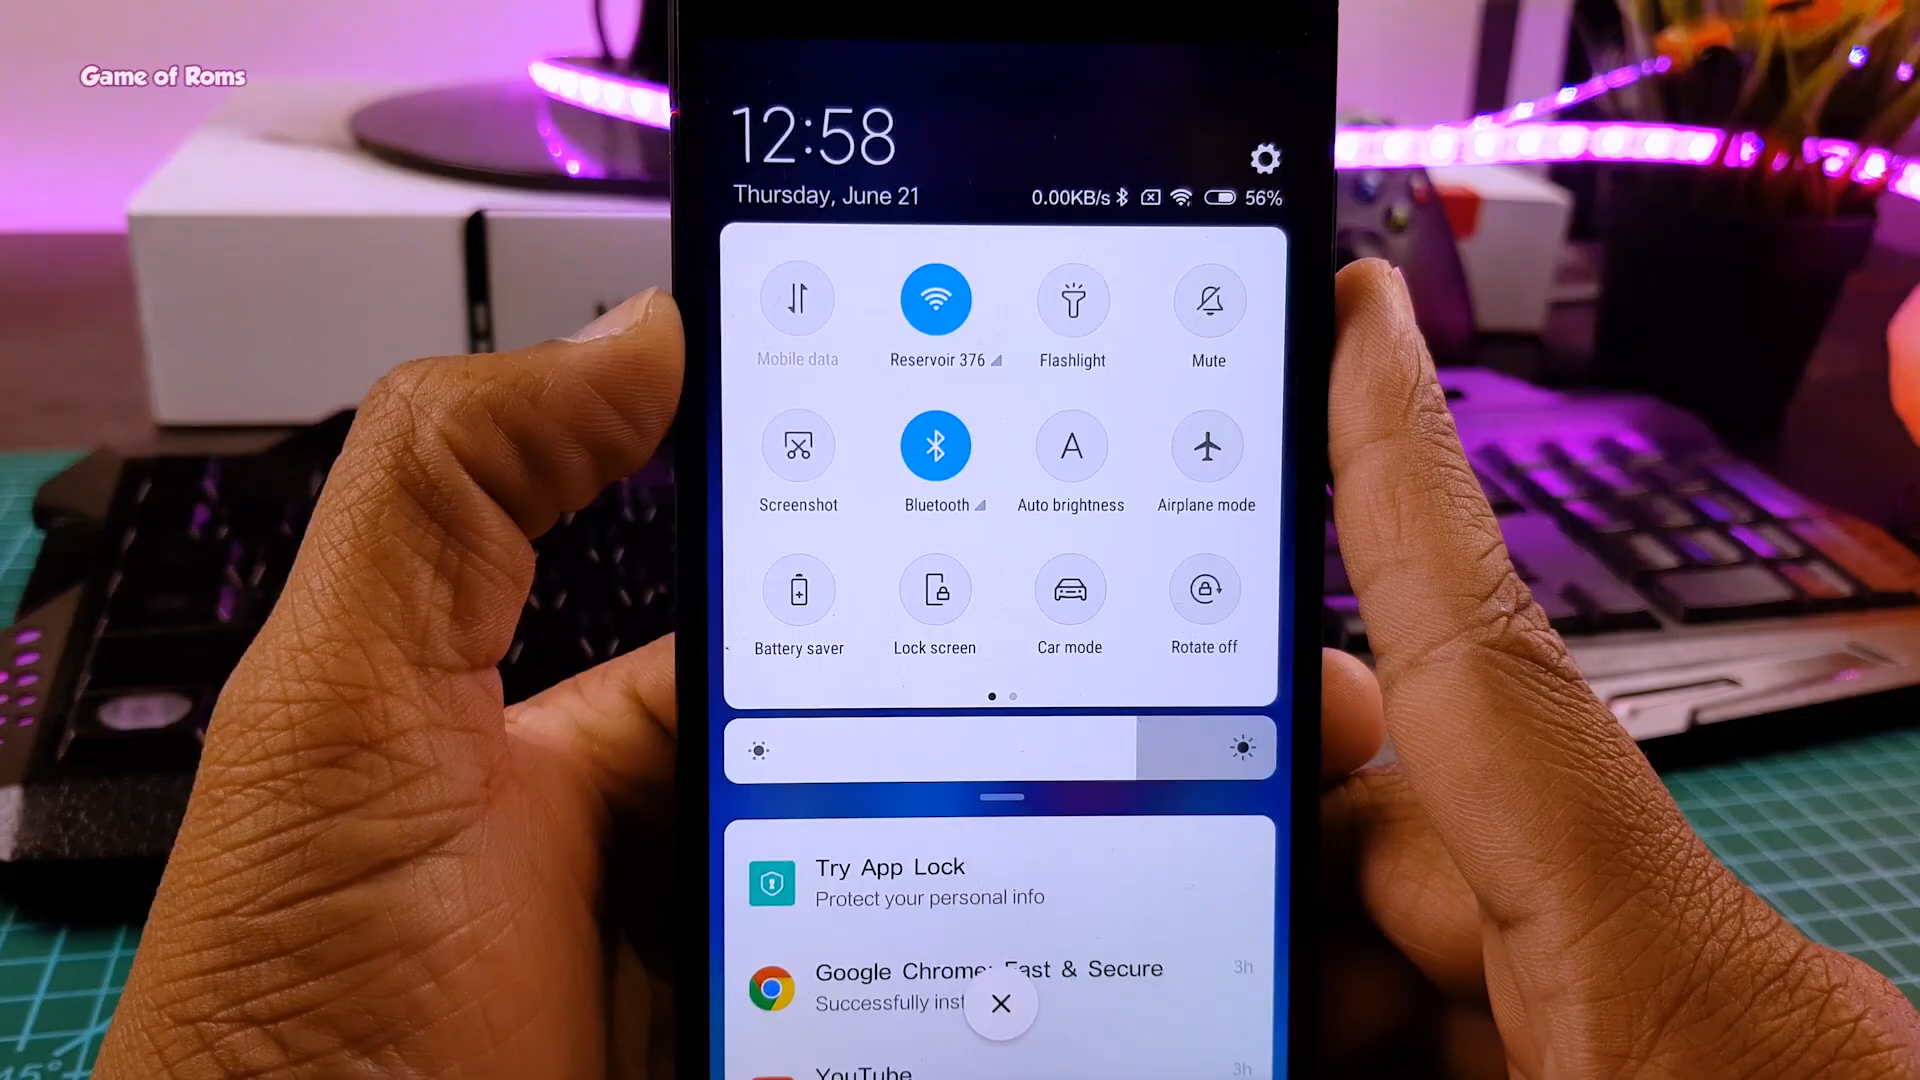 Game of Roms
12:58
Thursday, June 21
0.00KB/s 56%
Mobile data
Reservoir 376
Flashlight
Mute
Screenshot
Bluetooth
A
Auto brightness
Airplane mode
Battery saver
Lock screen
Car mode
Rotate off
Try App Lock
Protect your personal info
Google Chrome: Fast & Secure
3h
Successfully inst
YouTube
3h
45°